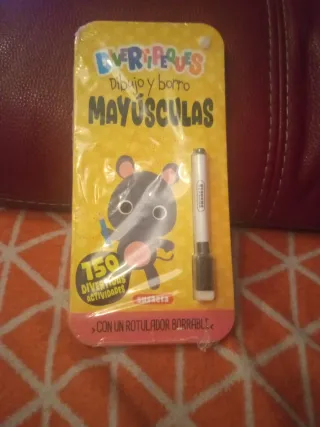 DIVERTIPEQUES
Dibujo y borro
MAYÚSCULAS
150
DIVERTIDAS
ACTIVIDADES
SUSAETA
CON UN ROTULADOR BORRABLE